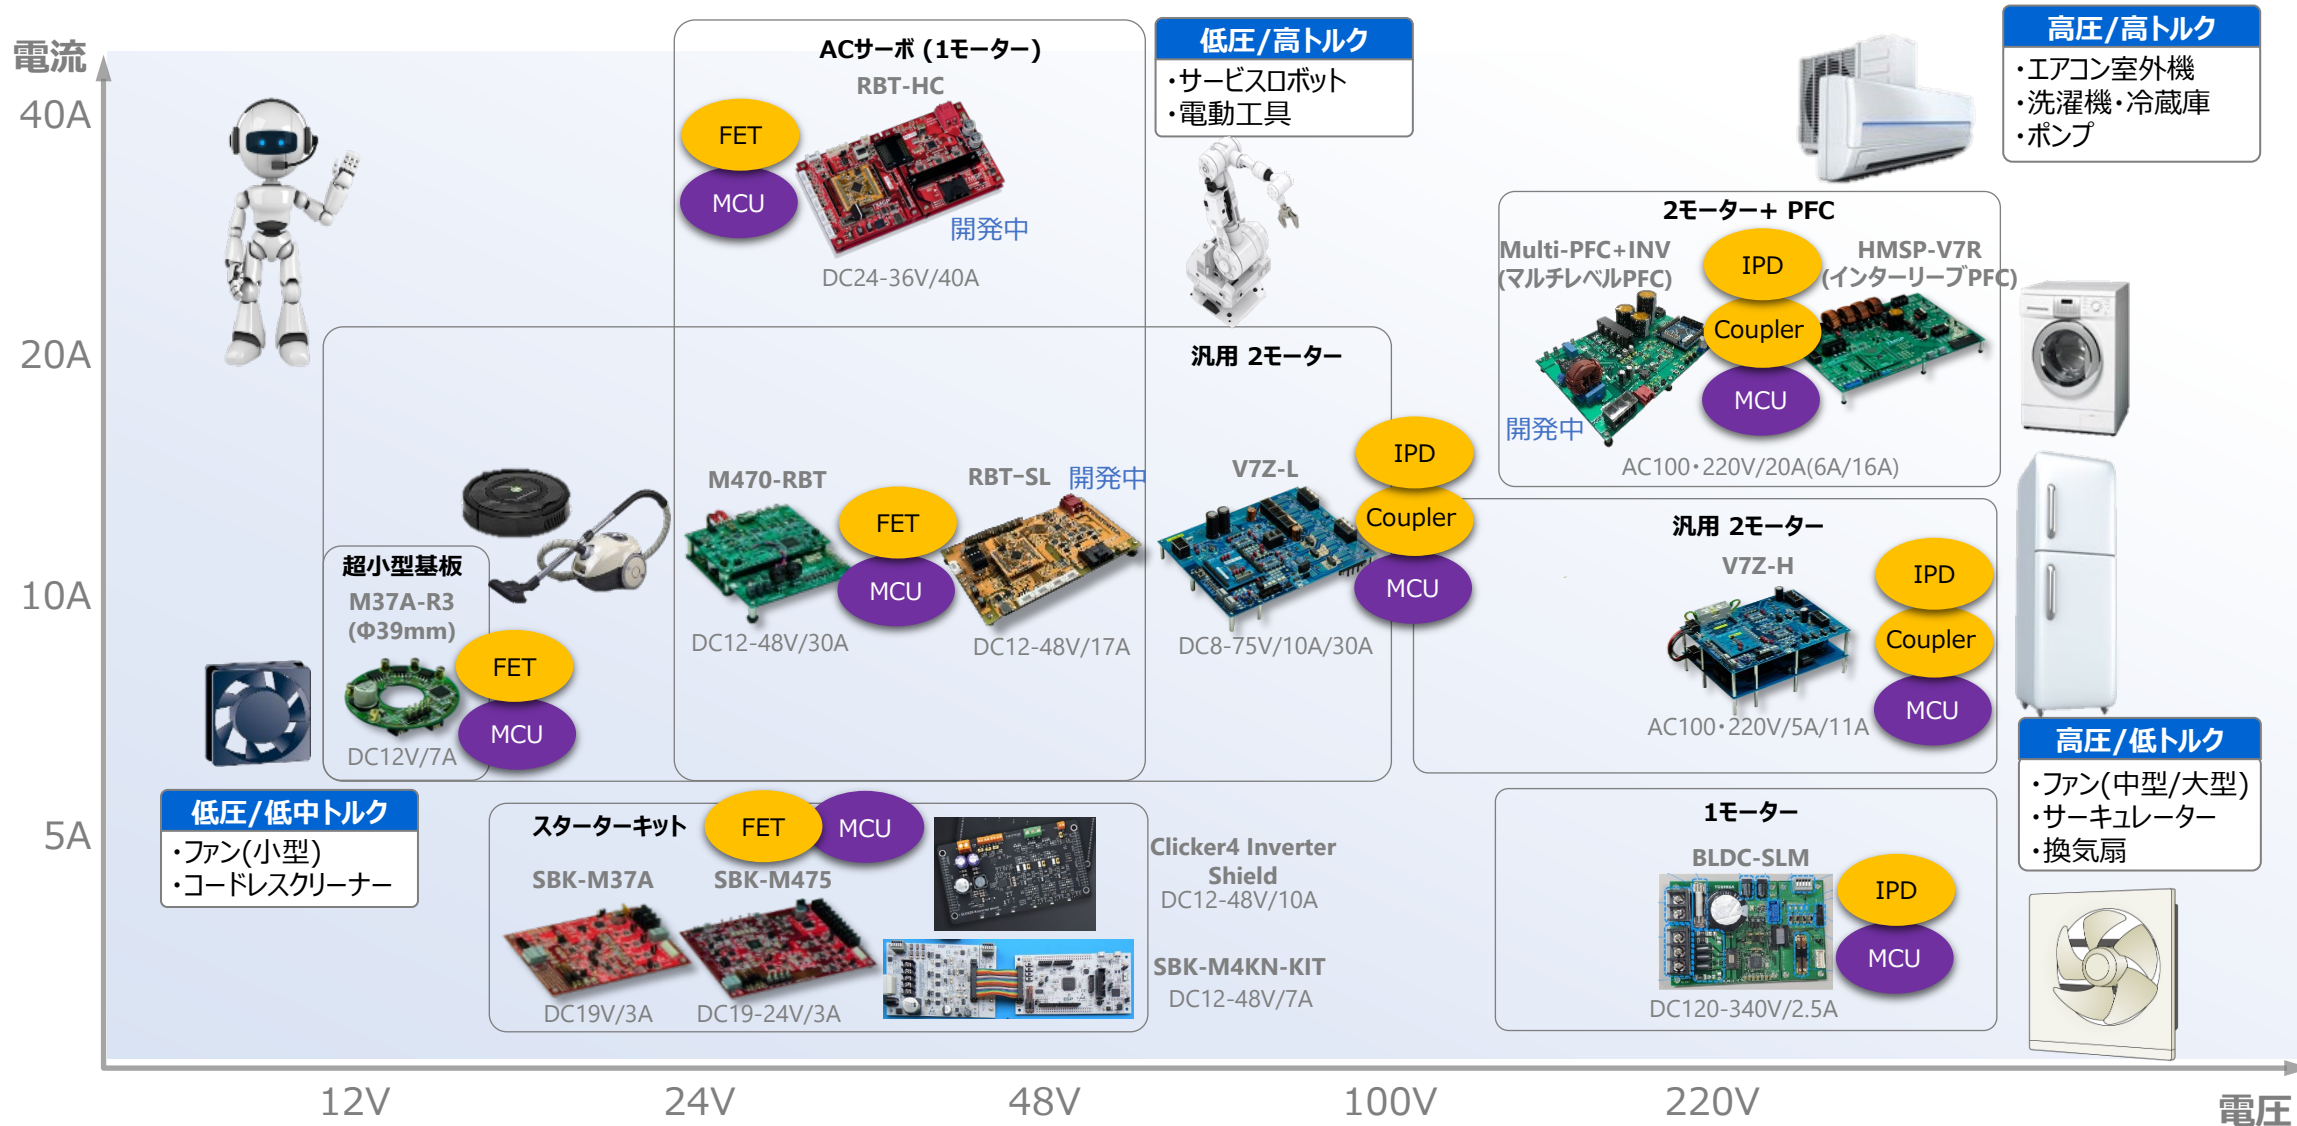 電流
40A
20A
10A
5A
ACサーボ (1モーター)
RBT-HC
FET
MCU
開発中
DC24-36V/40A
低圧/高トルク
・サービスロボット
・電動工具
高圧/高トルク
・エアコン室外機
・洗濯機・冷蔵庫
・ポンプ
2モーター+ PFC
Multi-PFC+INV
(マルチレベルPFC)
IPD
Coupler
MCU
HMSP-V7R
(インターリーブPFC)
開発中
AC100・220V/20A(6A/16A)
汎用 2モーター
M470-RBT
FET
MCU
RBT-SL
開発中
V7Z-L
IPD
Coupler
MCU
DC12-48V/30A
DC12-48V/17A
DC8-75V/10A/30A
超小型基板
M37A-R3
(Φ39mm)
FET
MCU
DC12V/7A
汎用 2モーター
V7Z-H
IPD
Coupler
MCU
AC100・220V/5A/11A
低圧/低中トルク
・ファン(小型)
・コードレスクリーナー
スターターキット
FET
MCU
SBK-M37A
SBK-M475
DC19V/3A
DC19-24V/3A
Clicker4 Inverter
Shield
DC12-48V/10A
SBK-M4KN-KIT
DC12-48V/7A
1モーター
BLDC-SLM
IPD
MCU
DC120-340V/2.5A
高圧/低トルク
・ファン(中型/大型)
・サーキュレーター
・換気扇
12V
24V
48V
100V
220V
電圧